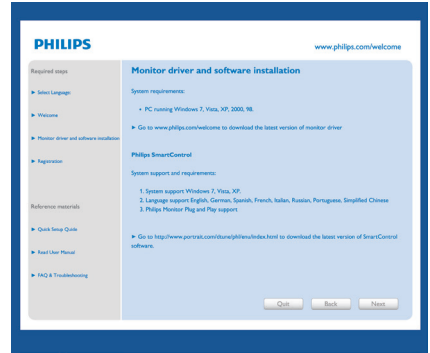 PHILIPS
www.philips.com/welcome
Required steps
► Select Language:
► Welcome
► Monitor driver and software installation
► Registration
Reference materials
► Quick Setup Quide
► Read User Manual
► FAQ & Troubleshooting
Monitor driver and software installation
System requirements:
• PC running Windows 7, Vista, XP, 2000, 98.
► Go to www.philips.com/welcome to download the latest version of monitor driver
Philips SmartControl
System support and requirements:
1. System support Windows 7, Vista, XP.
2. Language support English, German, Spanish, French, Italian, Russian, Portuguese, Simplified Chinese
3. Philips Monitor Plug and Play support
► Go to http://www.portrait.com/dtune/phl/enu/index.html to download the latest version of SmartControl
software.
Quit
Back
Next